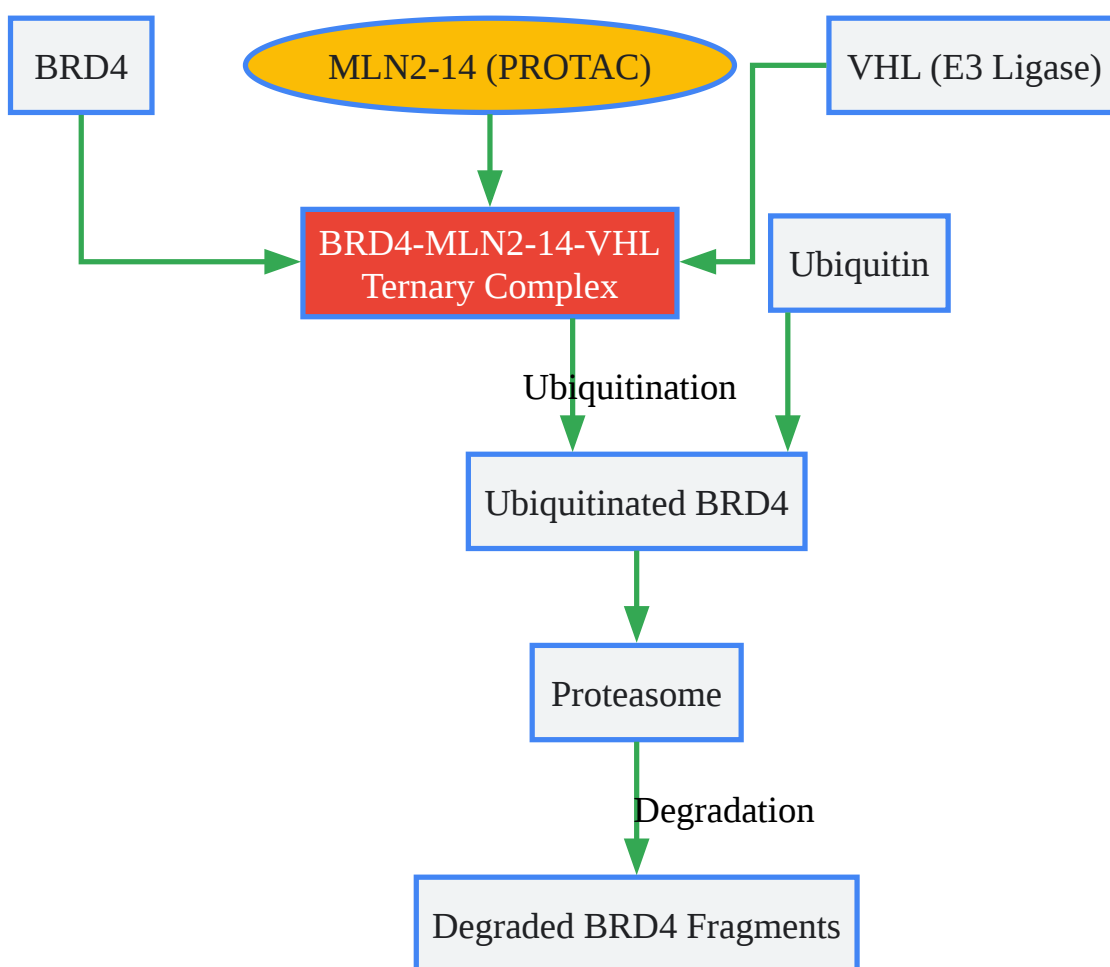 BRD4
MLN2-14 (PROTAC)
VHL (E3 Ligase)
BRD4-MLN2-14-VHL
Ternary Complex
Ubiquitin
Ubiquitination
Ubiquitinated BRD4
Proteasome
Degradation
Degraded BRD4 Fragments